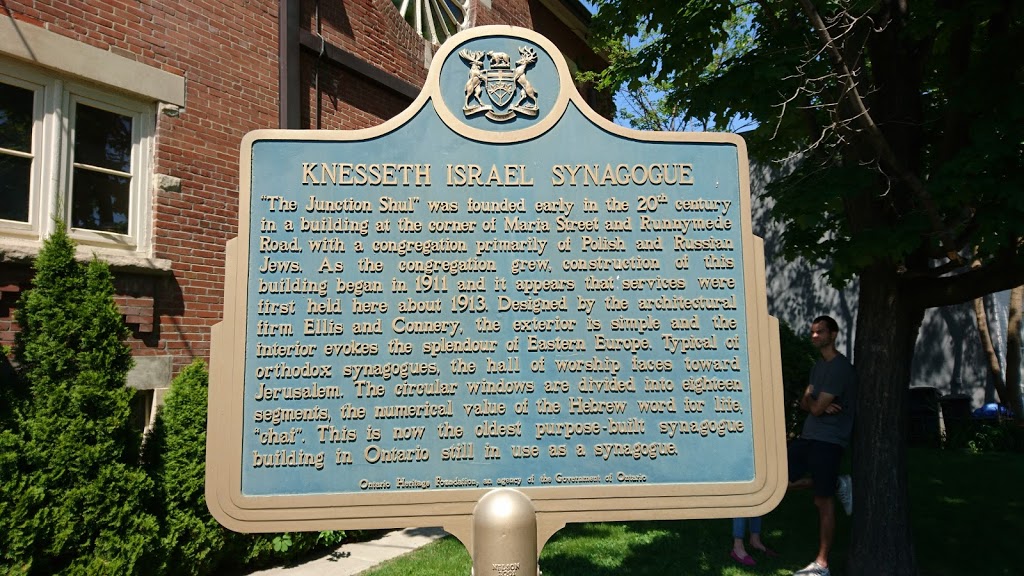 KNESSETH ISRAEL SYNAGOGUE
"The Junction Shul" was founded early in the 20th century
in a building at the corner of Maria Street and Runnymede
Road, with a congregation primarily of Polish and Russian
Jews. As the congregation grew, construction of this
building began in 1911 and it appears that services were
first held here about 1913. Designed by the architectural
firm Ellis and Connery, the exterior is simple and the
interior evokes the splendour of Eastern Europe. Typical of
orthodox synagogues, the hall of worship faces toward
Jerusalem. The circular windows are divided into eighteen
segments, the numerical value of the Hebrew word for life,
"chai". This is now the oldest purpose-built synagogue
building in Ontario still in use as a synagogue.
Ontario Heritage Foundation, an agency of the Government of Ontario